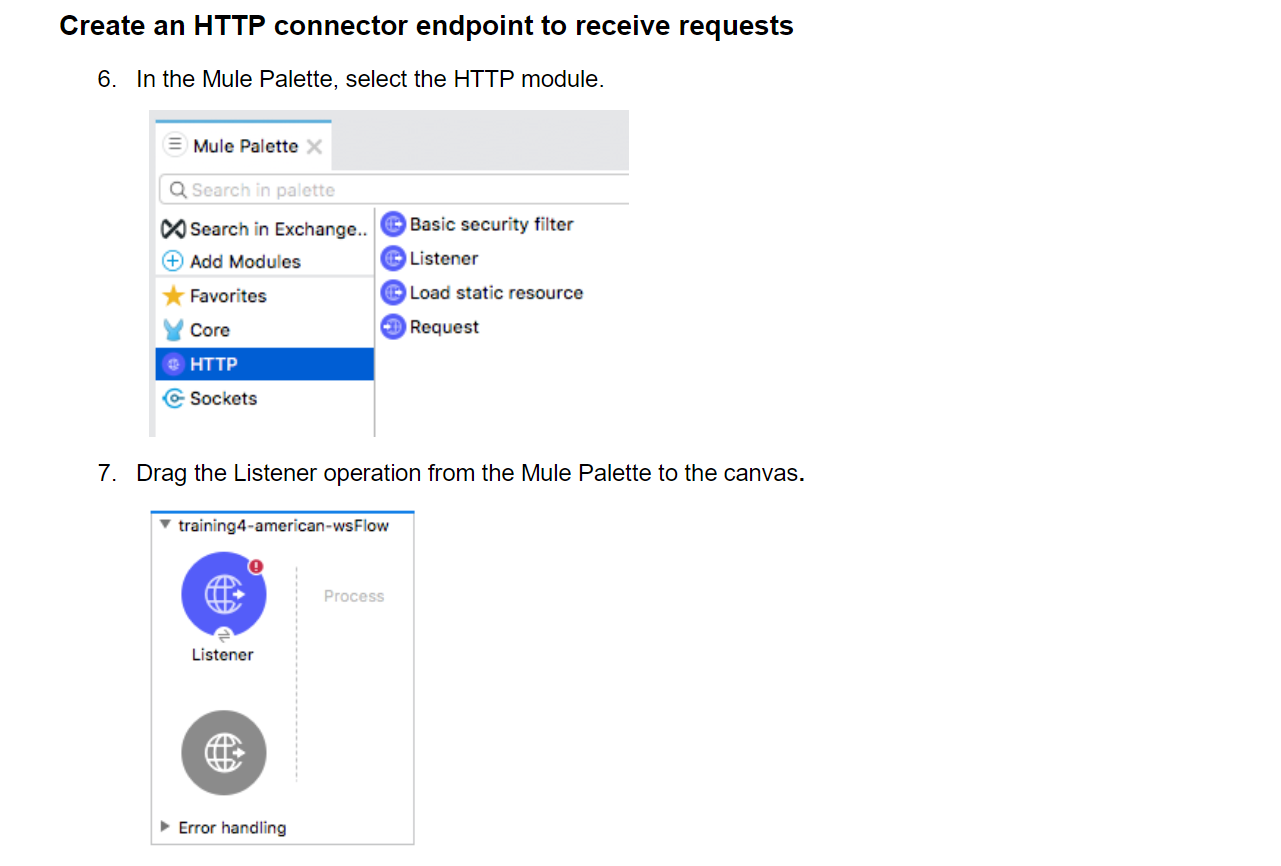 Create an HTTP connector endpoint to receive requests
6. In the Mule Palette, select the HTTP module.
Mule Palette
Search in palette
Search in Exchange..
Add Modules
Favorites
Core
HTTP
Sockets
Basic security filter
Listener
Load static resource
Request
7. Drag the Listener operation from the Mule Palette to the canvas.
training4-american-wsFlow
Process
Listener
Error handling